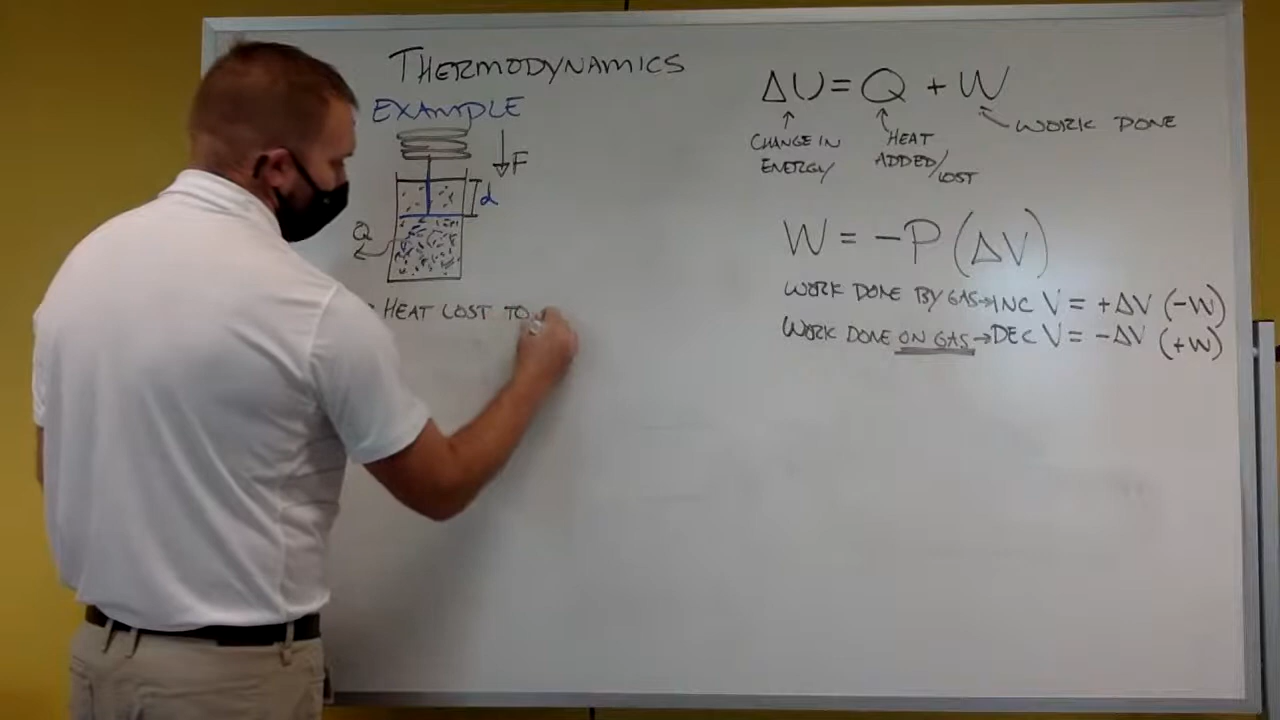 THERMODYNAMICS
EXAMPLE
F
d
Q
HEAT LOST TO
ΔU = Q + W
CHANGE IN ENERGY
HEAT ADDED/LOST
WORK DONE
W = -P(ΔV)
WORK DONE BY GAS→INC V = +ΔV (-W)
WORK DONE ON GAS→DEC V = -ΔV (+W)